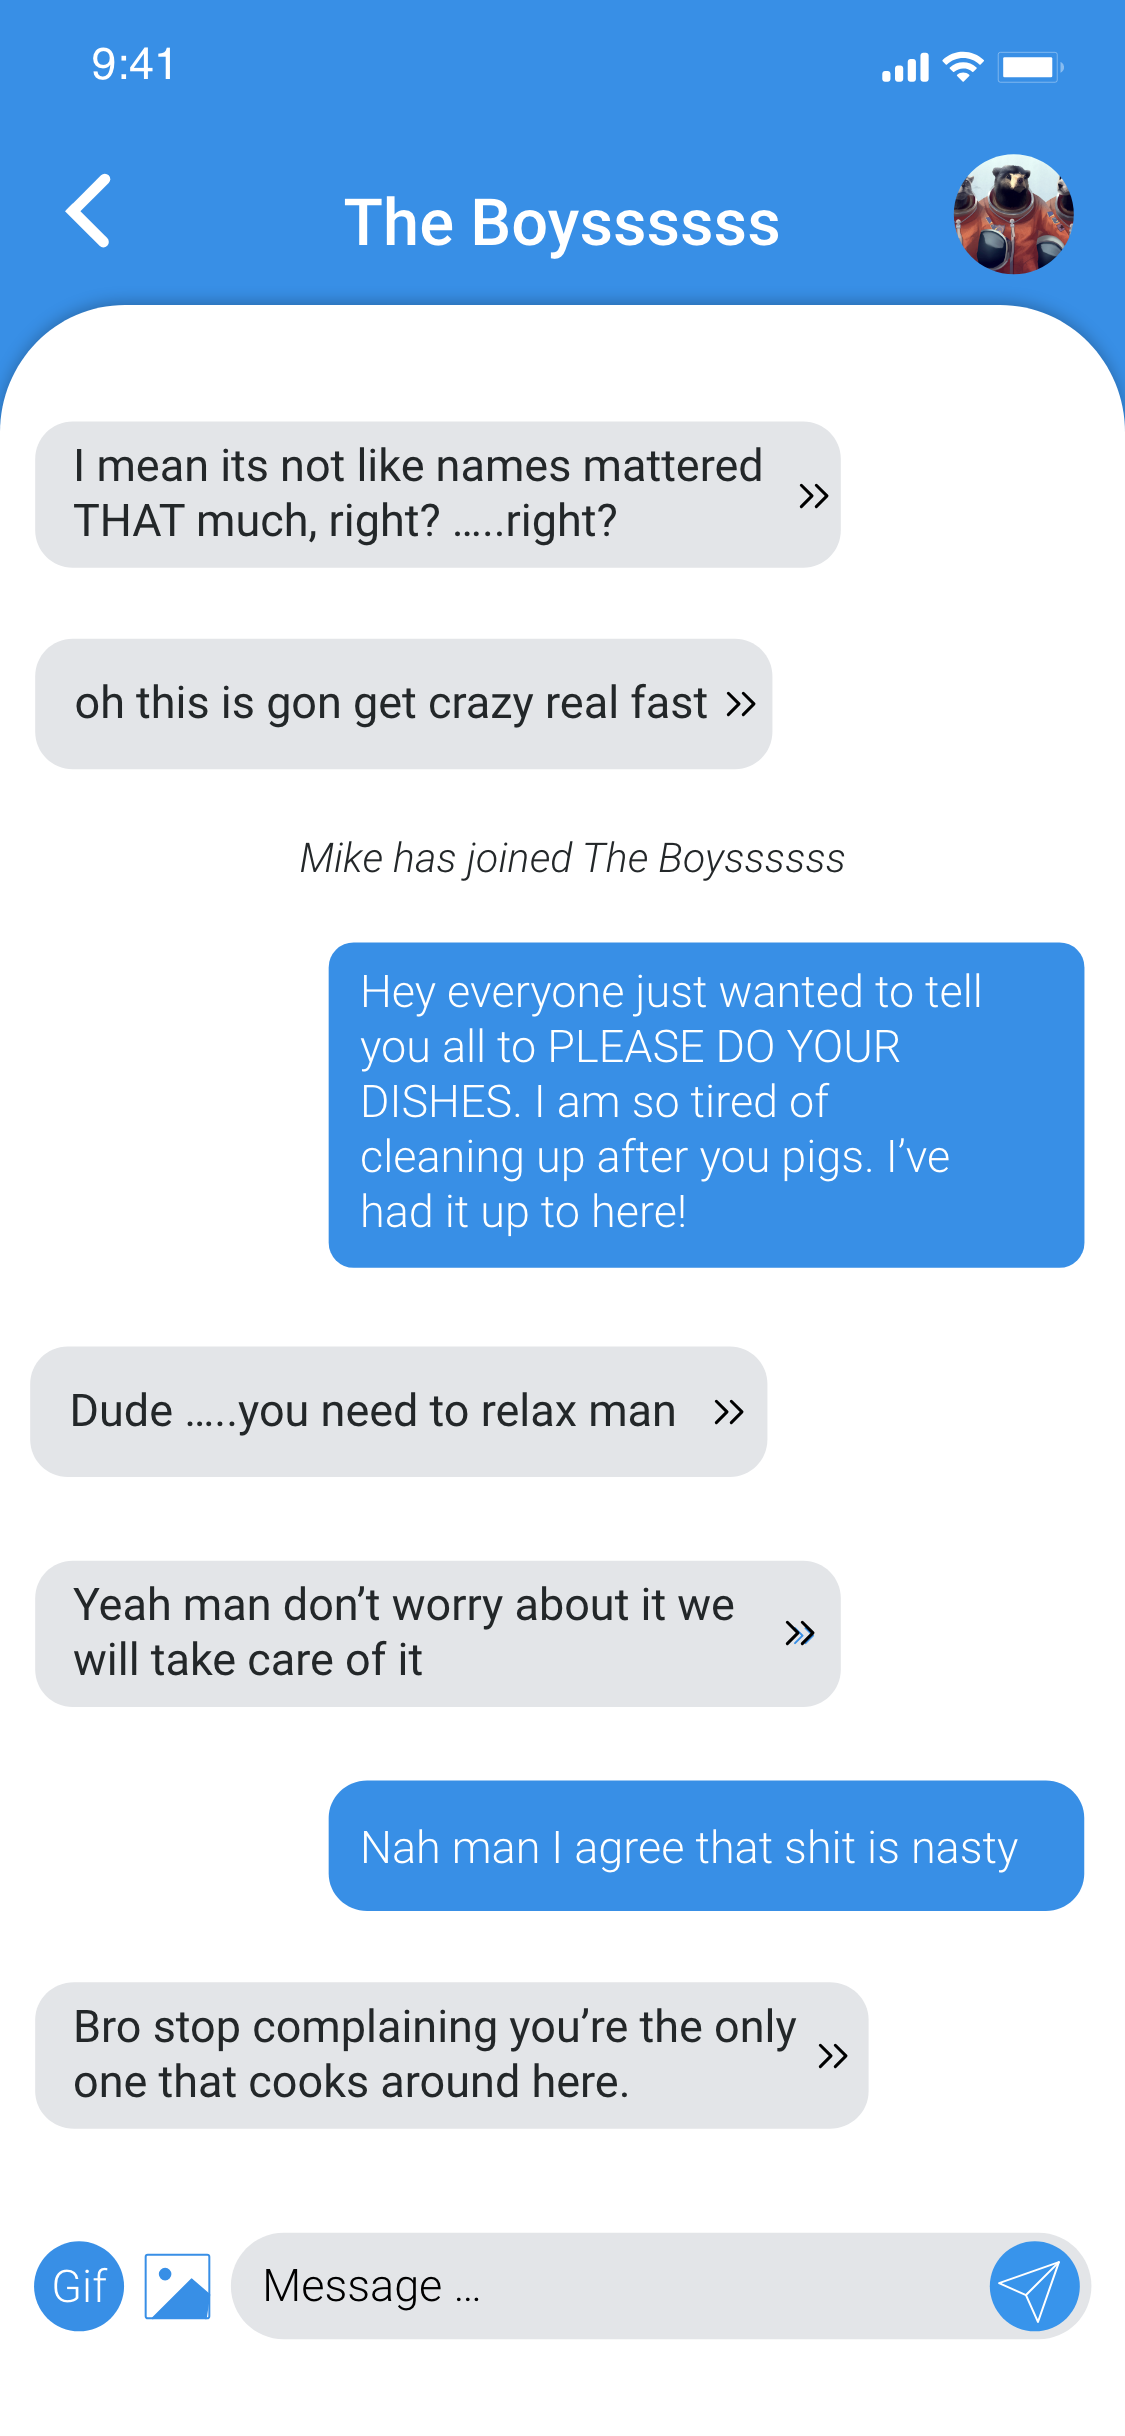 9:41
The Boyssssss
I mean its not like names mattered
THAT much, right? .....right?
oh this is gon get crazy real fast
Mike has joined The Boyssssss
Hey everyone just wanted to tell
you all to PLEASE DO YOUR
DISHES. I am so tired of
cleaning up after you pigs. I’ve
had it up to here!
Dude .....you need to relax man
Yeah man don’t worry about it we
will take care of it
Nah man I agree that shit is nasty
Bro stop complaining you’re the only
one that cooks around here.
Gif
Message ...